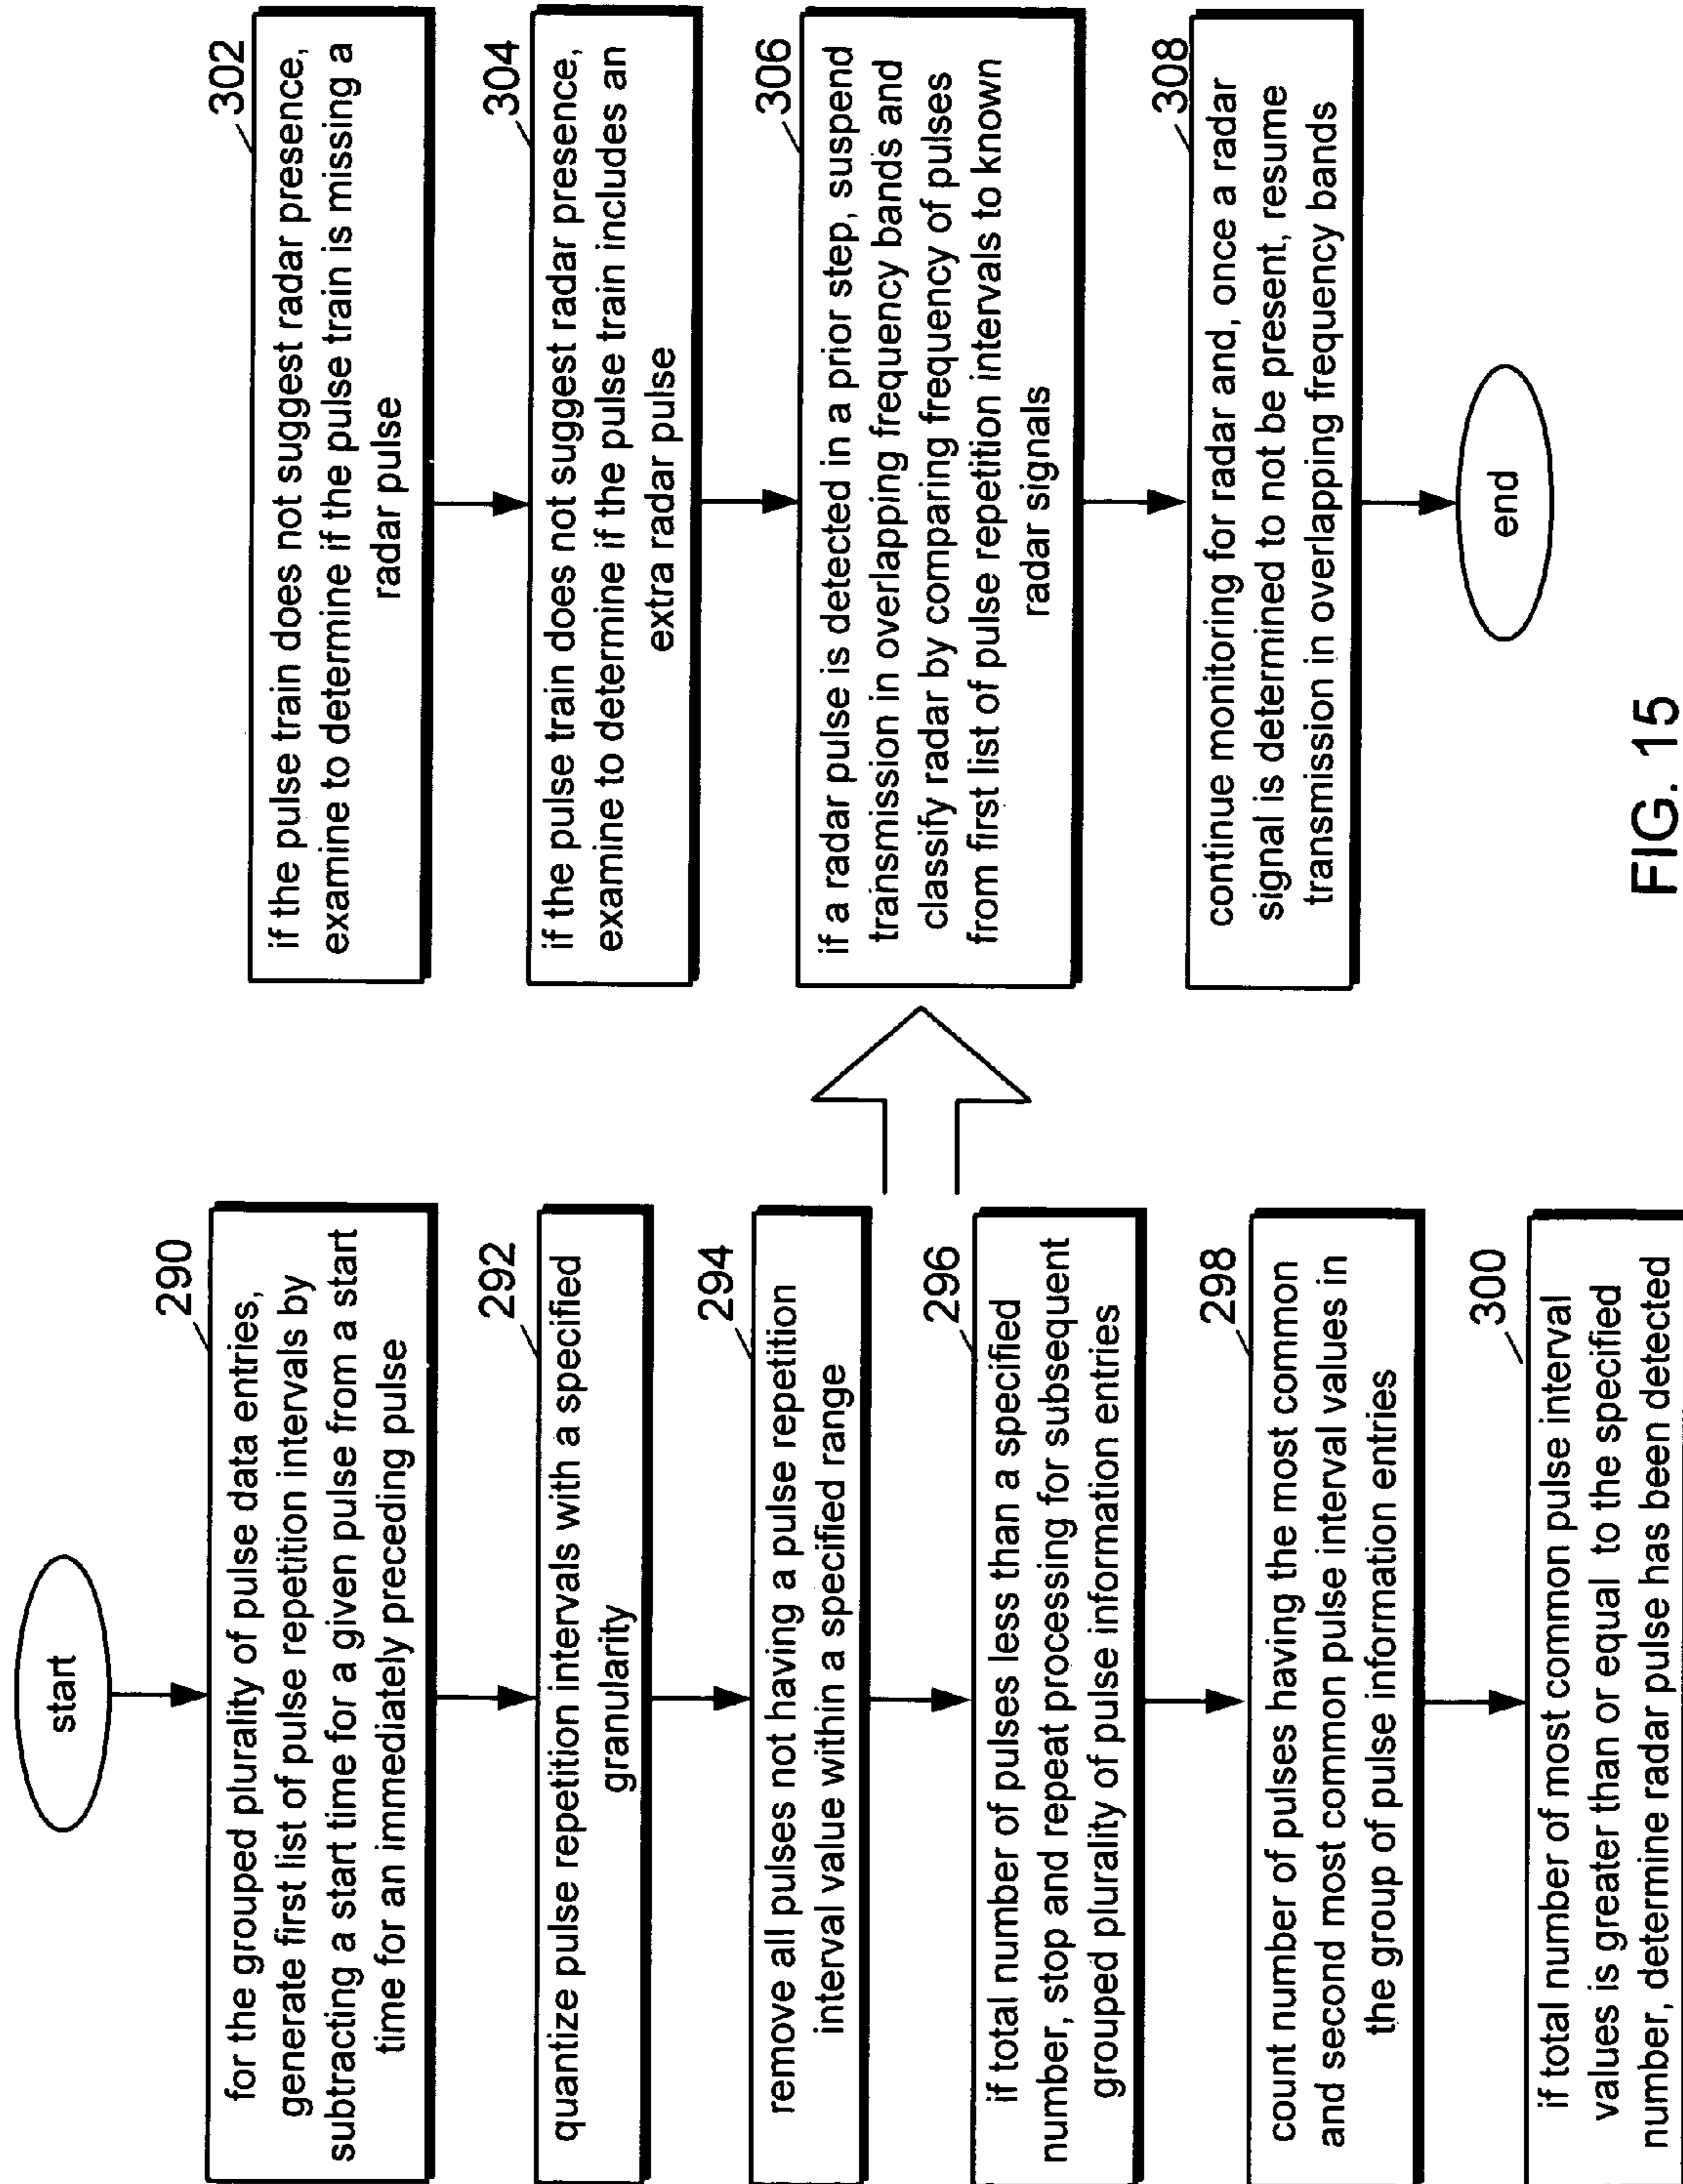 start
290
for the grouped plurality of pulse data entries,
generate first list of pulse repetition intervals by
subtracting a start time for a given pulse from a start
time for an immediately preceding pulse
292
quantize pulse repetition intervals with a specified
granularity
294
remove all pulses not having a pulse repetition
interval value within a specified range
296
if total number of pulses less than a specified
number, stop and repeat processing for subsequent
grouped plurality of pulse information entries
298
count number of pulses having the most common
and second most common pulse interval values in
the group of pulse information entries
300
if total number of most common pulse interval
values is greater than or equal to the specified
number, determine radar pulse has been detected
302
if the pulse train does not suggest radar presence,
examine to determine if the pulse train is missing a
radar pulse
304
if the pulse train does not suggest radar presence,
examine to determine if the pulse train includes an
extra radar pulse
306
if a radar pulse is detected in a prior step, suspend
transmission in overlapping frequency bands and
classify radar by comparing frequency of pulses
from first list of pulse repetition intervals to known
radar signals
308
continue monitoring for radar and, once a radar
signal is determined to not be present, resume
transmission in overlapping frequency bands
end
FIG. 15